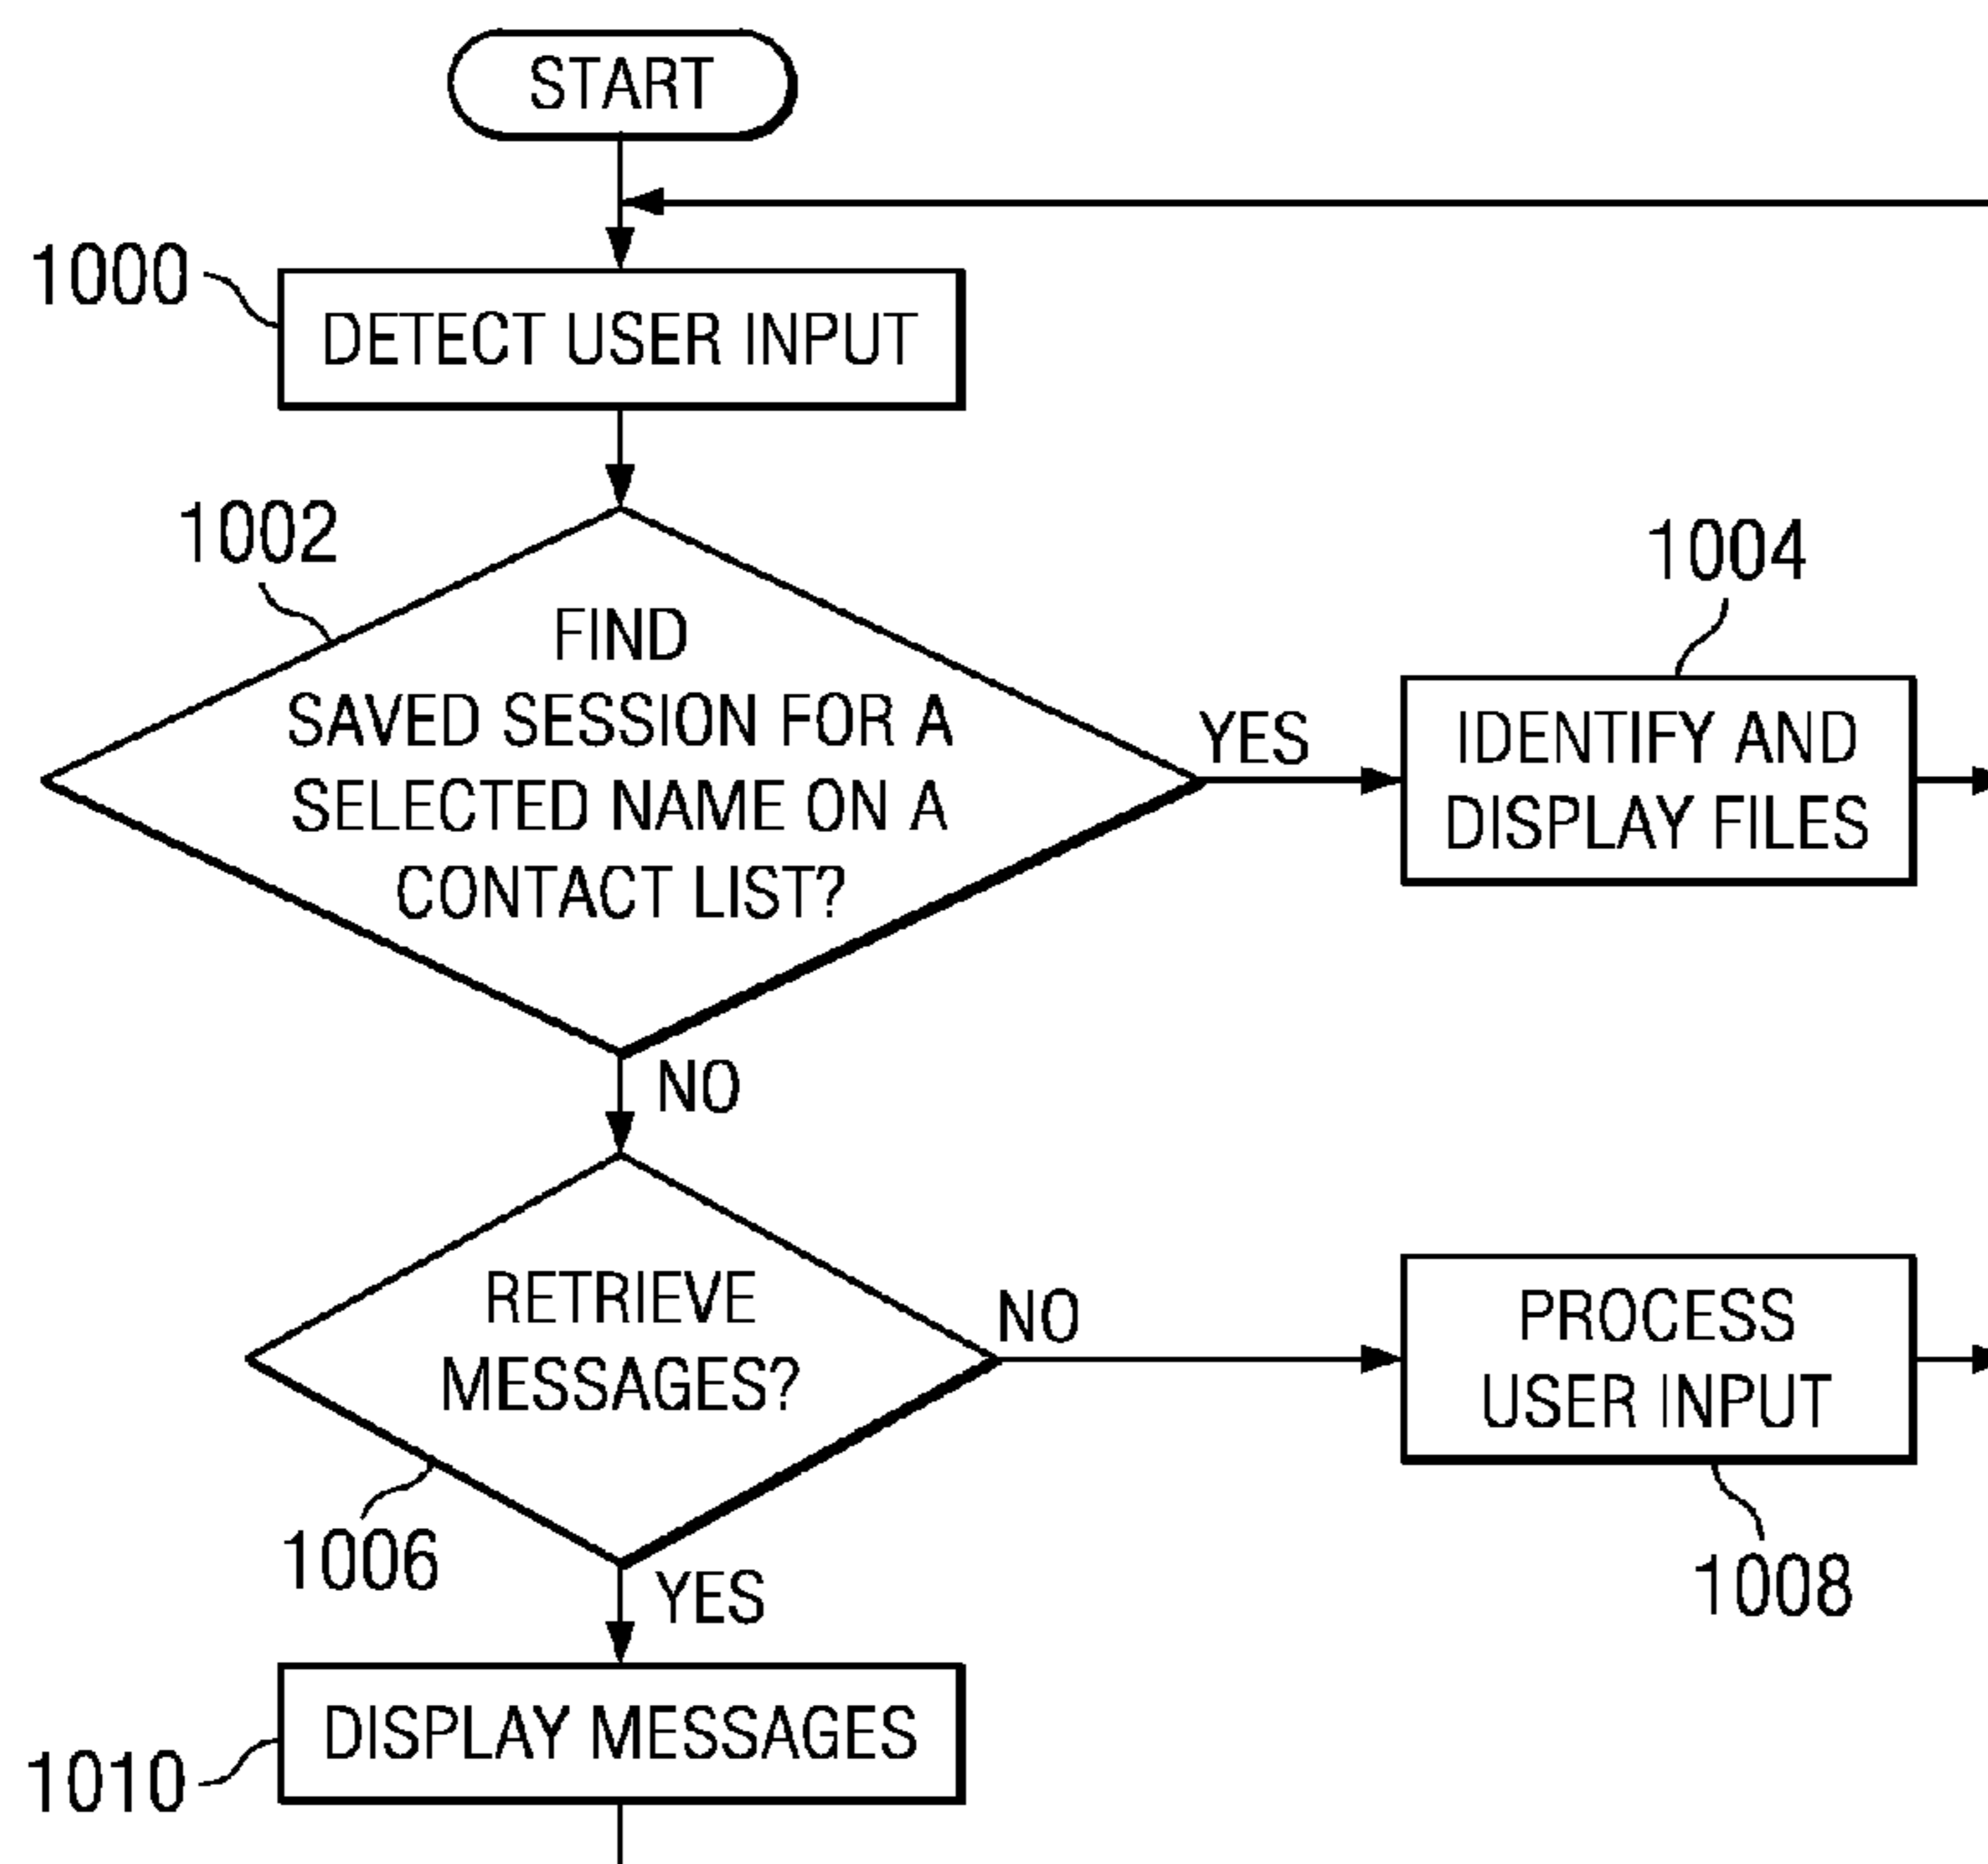 START
1000
DETECT USER INPUT
1002
FIND
SAVED SESSION FOR A
SELECTED NAME ON A
CONTACT LIST?
YES
1004
IDENTIFY AND
DISPLAY FILES
NO
RETRIEVE
MESSAGES?
1006
NO
PROCESS
USER INPUT
1008
YES
DISPLAY MESSAGES
1010